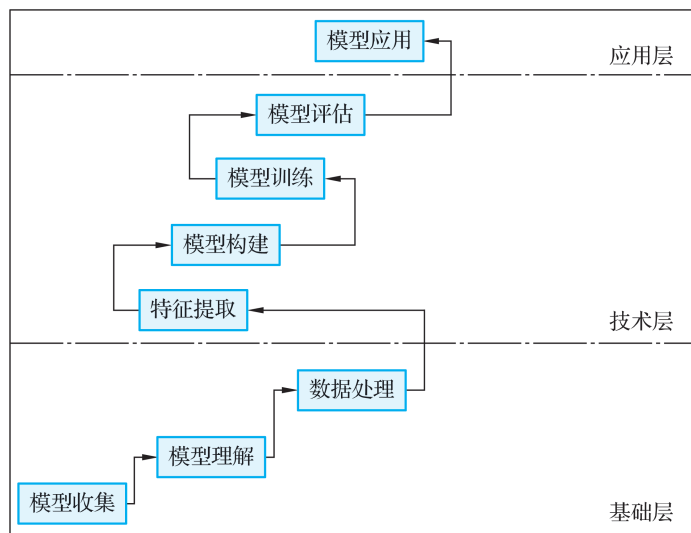 模型应用
应用层
模型评估
模型训练
模型构建
特征提取
技术层
数据处理
模型理解
模型收集
基础层